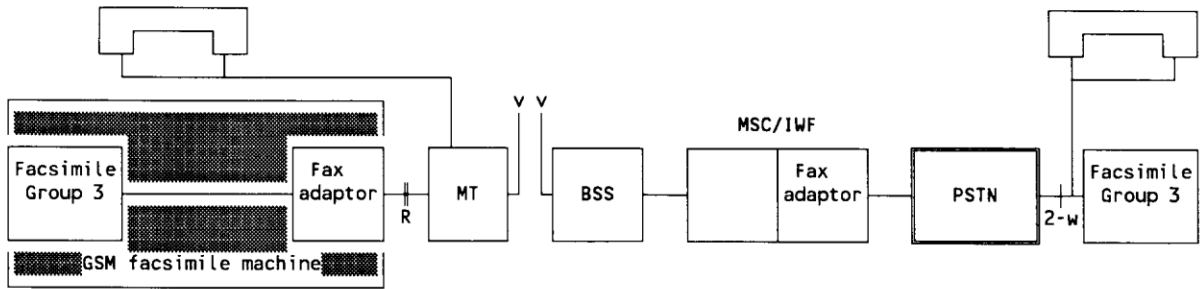 MSC/IWF
Facsimile
Group 3
Fax
adaptor
R
MT
V V
BSS
Fax
adaptor
PSTN
2-w
Facsimile
Group 3
GSM facsimile machine